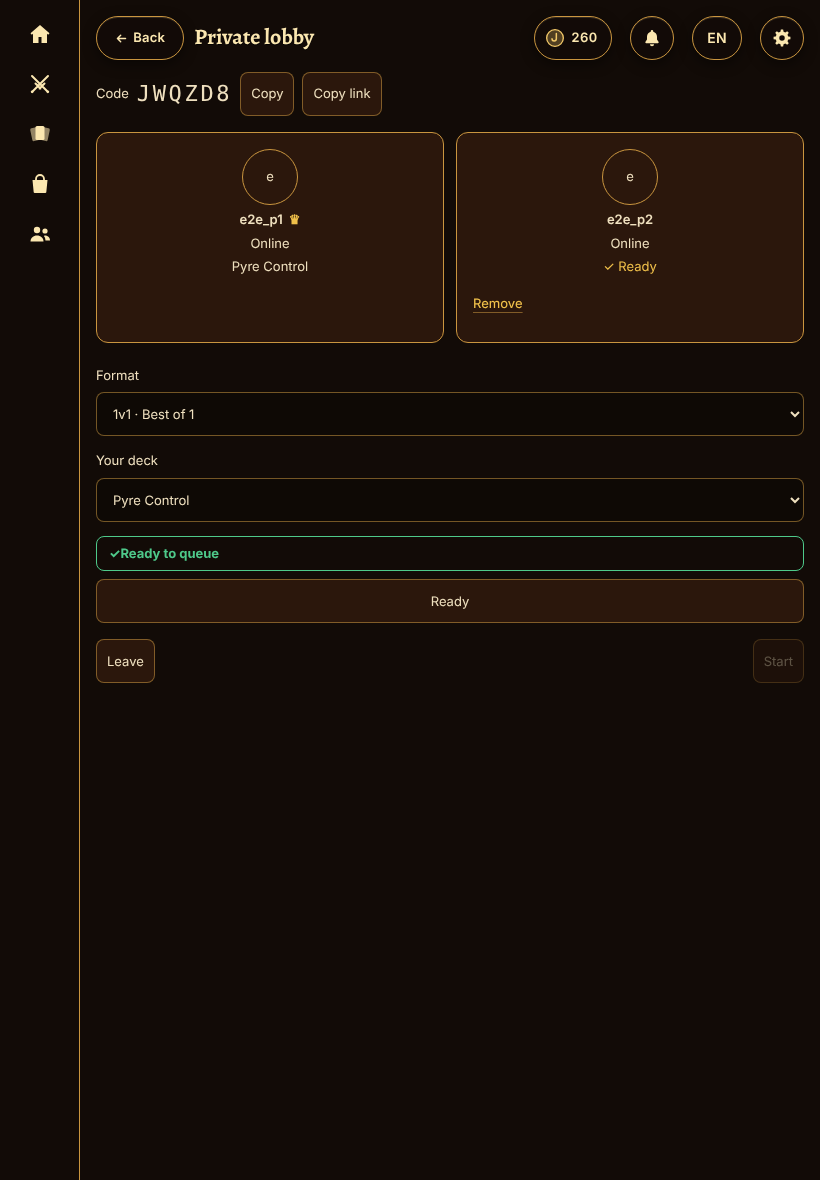 ← Back Private lobby J 260 EN
Code JWQZD8 Copy Copy link
e e
e2e_p1 e2e_p2
Online Online
Pyre Control ✓ Ready
Remove
Format
1v1 · Best of 1
Your deck
Pyre Control
✓Ready to queue
Ready
Leave Start